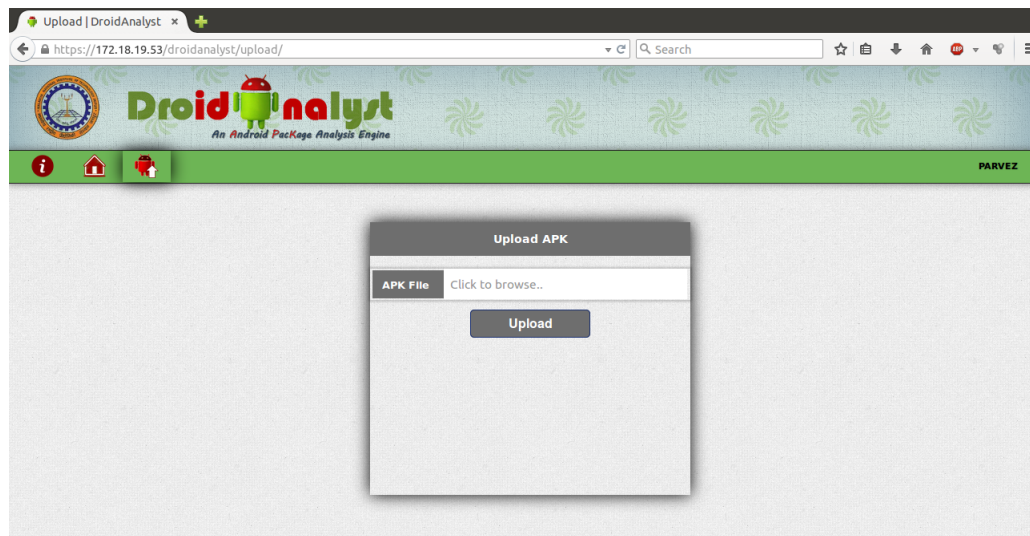 Upload | DroidAnalyst
https://172.18.19.53/droidanalyst/upload/
Search
DroidAnalyst
An Android PacKage Analysis Engine
PARVEZ
Upload APK
APK File Click to browse..
Upload